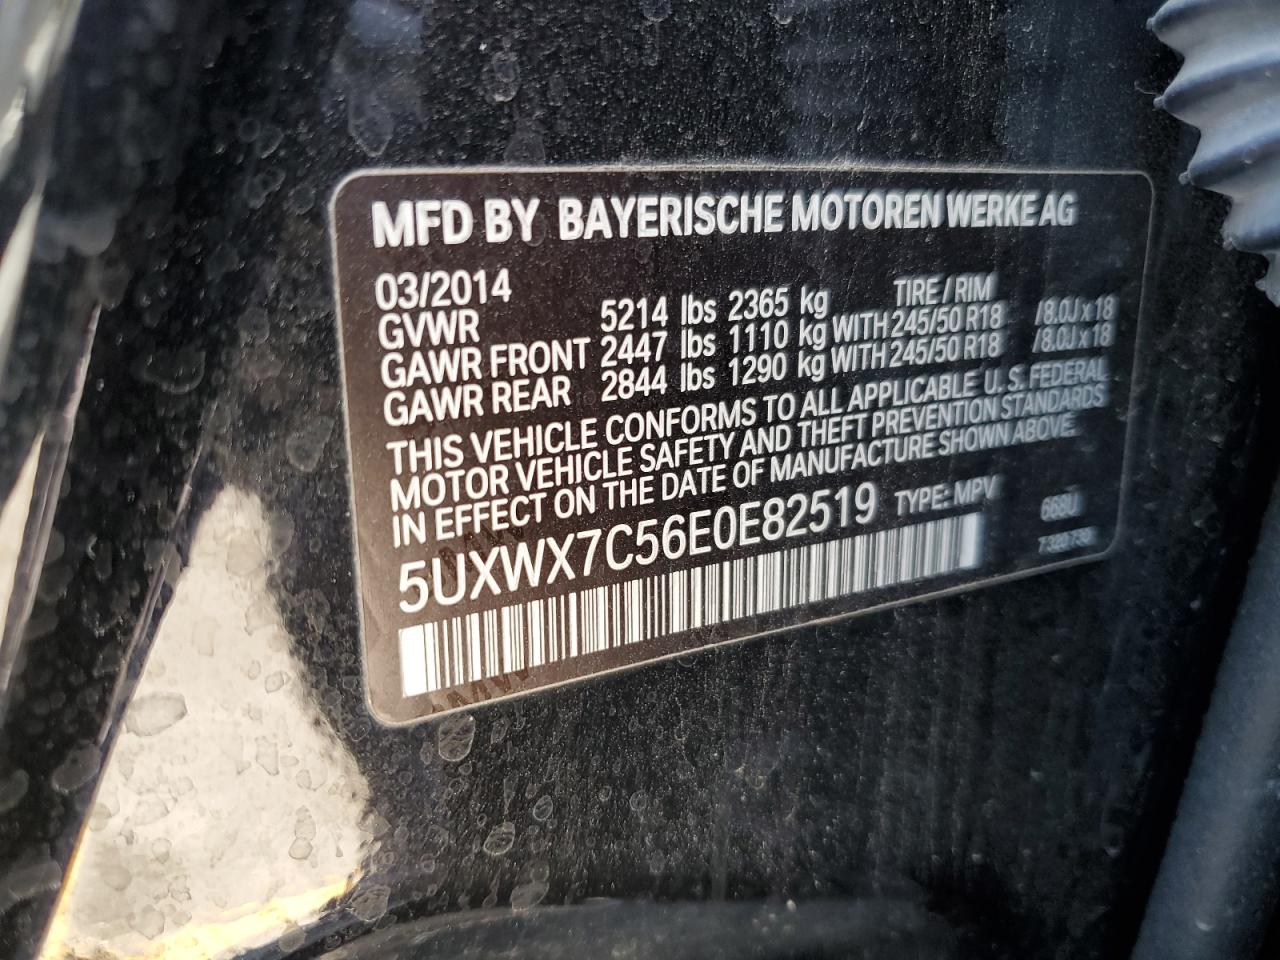 MFD BY BAYERISCHE MOTOREN WERKE AG
03/2014 TIRE / RIM
GVWR 5214 lbs 2365 kg
GAWR FRONT 2447 lbs 1110 kg WITH 245/50 R18 /8.0J x 18
GAWR REAR 2844 lbs 1290 kg WITH 245/50 R18 /8.0J x 18
THIS VEHICLE CONFORMS TO ALL APPLICABLE U. S. FEDERAL
MOTOR VEHICLE SAFETY AND THEFT PREVENTION STANDARDS
IN EFFECT ON THE DATE OF MANUFACTURE SHOWN ABOVE.
5UXWX7C56E0E82519 TYPE: MPV